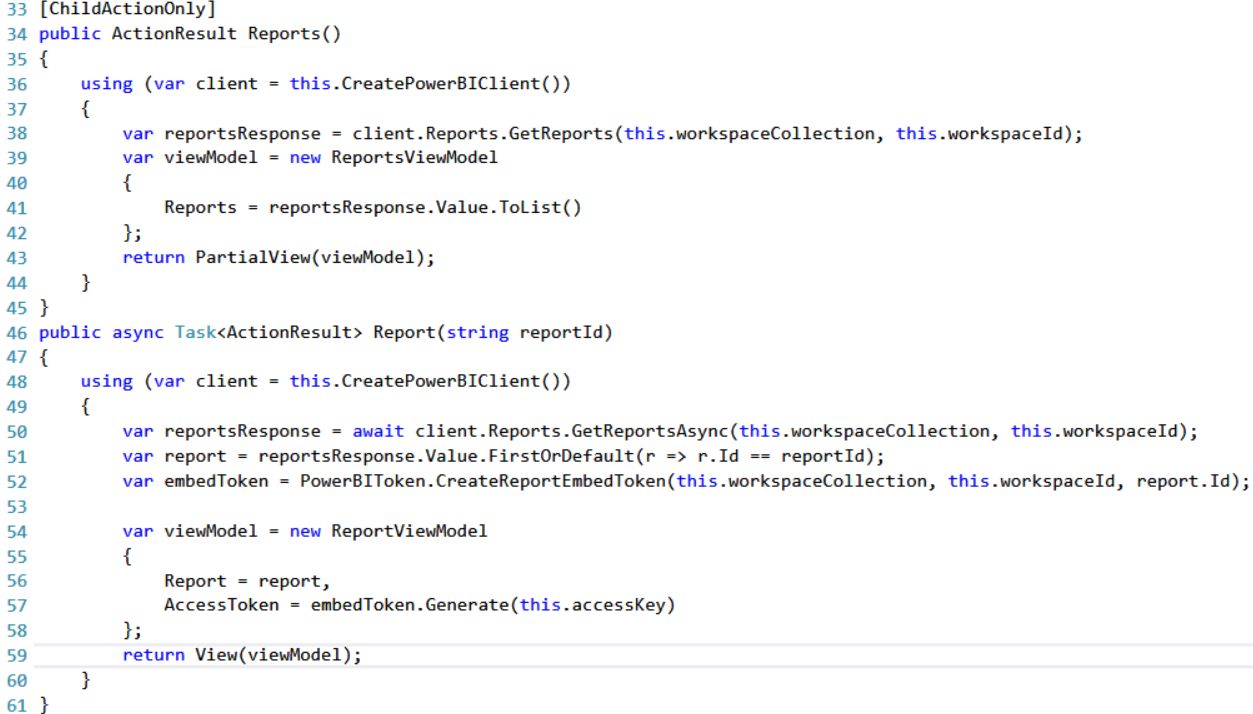 33 [ChildActionOnly]
34 public ActionResult Reports()
35 {
36     using (var client = this.CreatePowerBIClient())
37     {
38         var reportsResponse = client.Reports.GetReports(this.workspaceCollection, this.workspaceId);
39         var viewModel = new ReportsViewModel
40         {
41             Reports = reportsResponse.Value.ToList()
42         };
43         return PartialView(viewModel);
44     }
45 }
46 public async Task<ActionResult> Report(string reportId)
47 {
48     using (var client = this.CreatePowerBIClient())
49     {
50         var reportsResponse = await client.Reports.GetReportsAsync(this.workspaceCollection, this.workspaceId);
51         var report = reportsResponse.Value.FirstOrDefault(r => r.Id == reportId);
52         var embedToken = PowerBIToken.CreateReportEmbedToken(this.workspaceCollection, this.workspaceId, report.Id);
53
54         var viewModel = new ReportViewModel
55         {
56             Report = report,
57             AccessToken = embedToken.Generate(this.accessKey)
58         };
59         return View(viewModel);
60     }
61 }